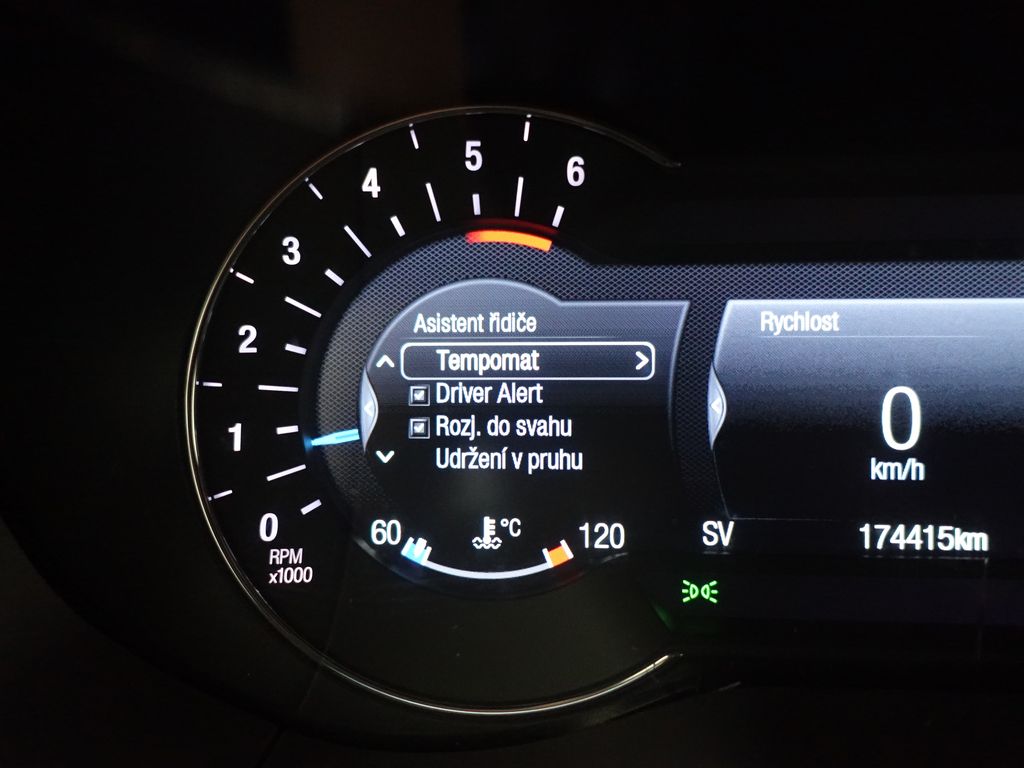 6
5
4
3
2
1
0
RPM
x1000
Asistent řidiče
Tempomat
Driver Alert
Rozj. do svahu
Udržení v pruhu
60
°C
120
Rychlost
0
km/h
SV
174415km